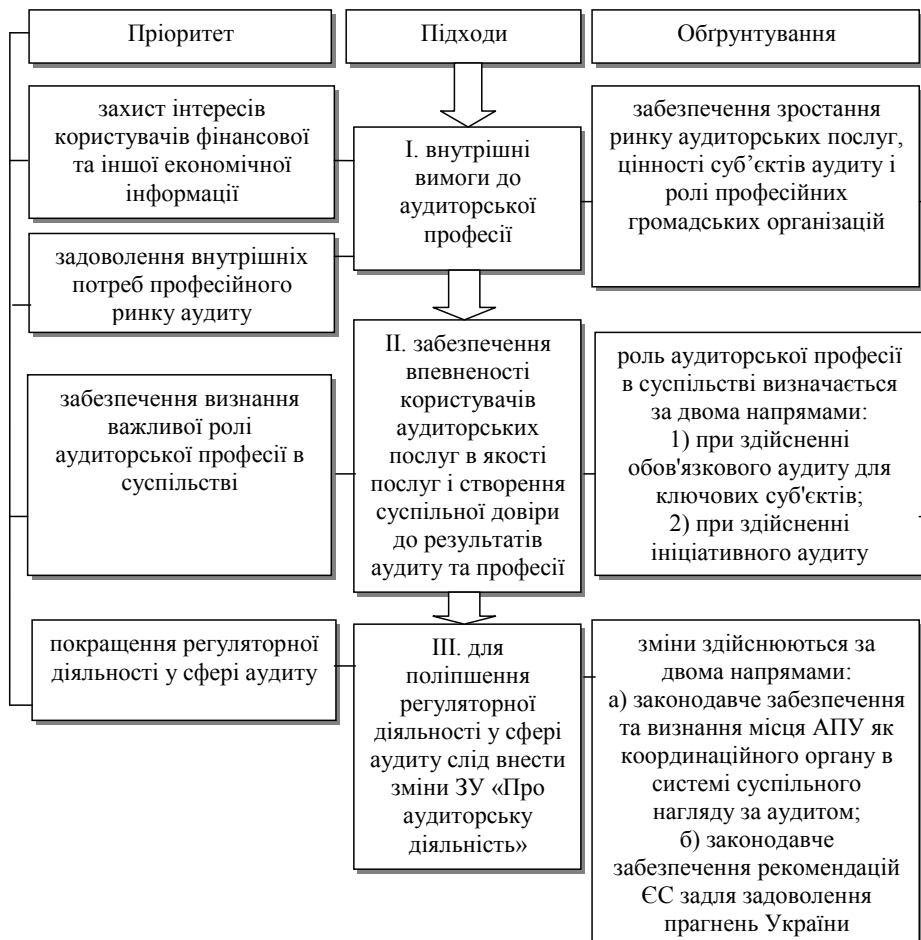 Пріоритет
Підходи
Обґрунтування
захист інтересів
користувачів фінансової
та іншої економічної
інформації
задоволення внутрішніх
потреб професійного
ринку аудиту
І. внутрішні
вимоги до
аудиторської
професії
забезпечення зростання
ринку аудиторських послуг,
цінності суб’єктів аудиту і
ролі професійних
громадських організацій
забезпечення визнання
важливої ролі
аудиторської професії в
суспільстві
ІІ. забезпечення
впевненості
користувачів
аудиторських
послуг в якості
послуг і створення
суспільної довіри
до результатів
аудиту та професії
роль аудиторської професії
в суспільстві визначається
за двома напрямами:
1) при здійсненні
обов'язкового аудиту для
ключових суб'єктів;
2) при здійсненні
ініціативного аудиту
покращення регуляторної
діяльності у сфері аудиту
ІІІ. для
поліпшення
регуляторної
діяльності у сфері
аудиту слід внести
зміни ЗУ «Про
аудиторську
діяльність»
зміни здійснюються за
двома напрямами:
а) законодавче забезпечення
та визнання місця АПУ як
координаційного органу в
системі суспільного
нагляду за аудитом;
б) законодавче
забезпечення рекомендацій
ЄС задля задоволення
прагнень України